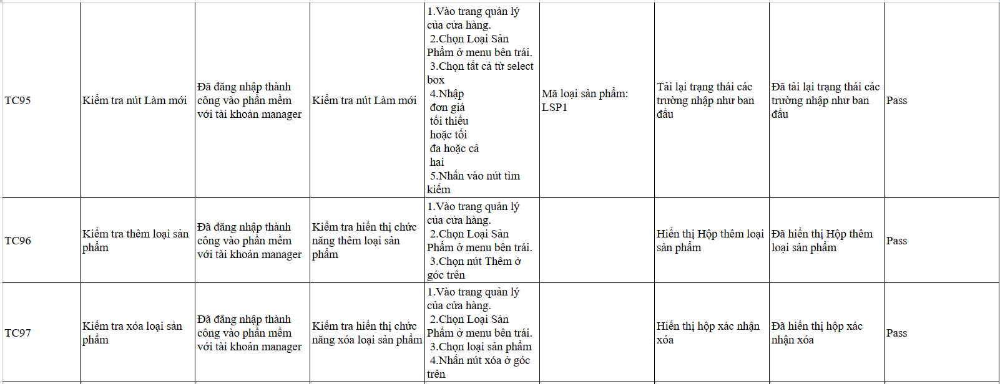 TC95
Kiểm tra nút Làm mới
Đã đăng nhập thành
công vào phần mềm
với tài khoản manager
Kiểm tra nút Làm mới
1.Vào trang quản lý
của cửa hàng.
2.Chọn Loại Sản
Phẩm ở menu bên trái.
3.Chọn tất cả từ select
box
4.Nhập
đơn giá
tối thiểu
hoặc tối
đa hoặc cả
hai
5.Nhấn vào nút tìm
kiếm
Mã loại sản phẩm:
LSP1
Tải lại trạng thái các
trường nhập như ban
đầu
Đã tải lại trạng thái các
trường nhập như ban
đầu
Pass
TC96
Kiểm tra thêm loại sản
phẩm
Đã đăng nhập thành
công vào phần mềm
với tài khoản manager
Kiểm tra hiển thị chức
năng thêm loại sản
phẩm
1.Vào trang quản lý
của cửa hàng.
2.Chọn Loại Sản
Phẩm ở menu bên trái.
3.Chọn nút Thêm ở
góc trên
Hiển thị Hộp thêm loại
sản phẩm
Đã hiển thị Hộp thêm
loại sản phẩm
Pass
TC97
Kiểm tra xóa loại sản
phẩm
Đã đăng nhập thành
công vào phần mềm
với tài khoản manager
Kiểm tra hiển thị chức
năng xóa loại sản phẩm
1.Vào trang quản lý
của cửa hàng.
2.Chọn Loại Sản
Phẩm ở menu bên trái.
3.Chọn loại sản phẩm
4.Nhấn nút xóa ở góc
trên
Hiển thị hộp xác nhận
xóa
Đã hiển thị hộp xác
nhận xóa
Pass